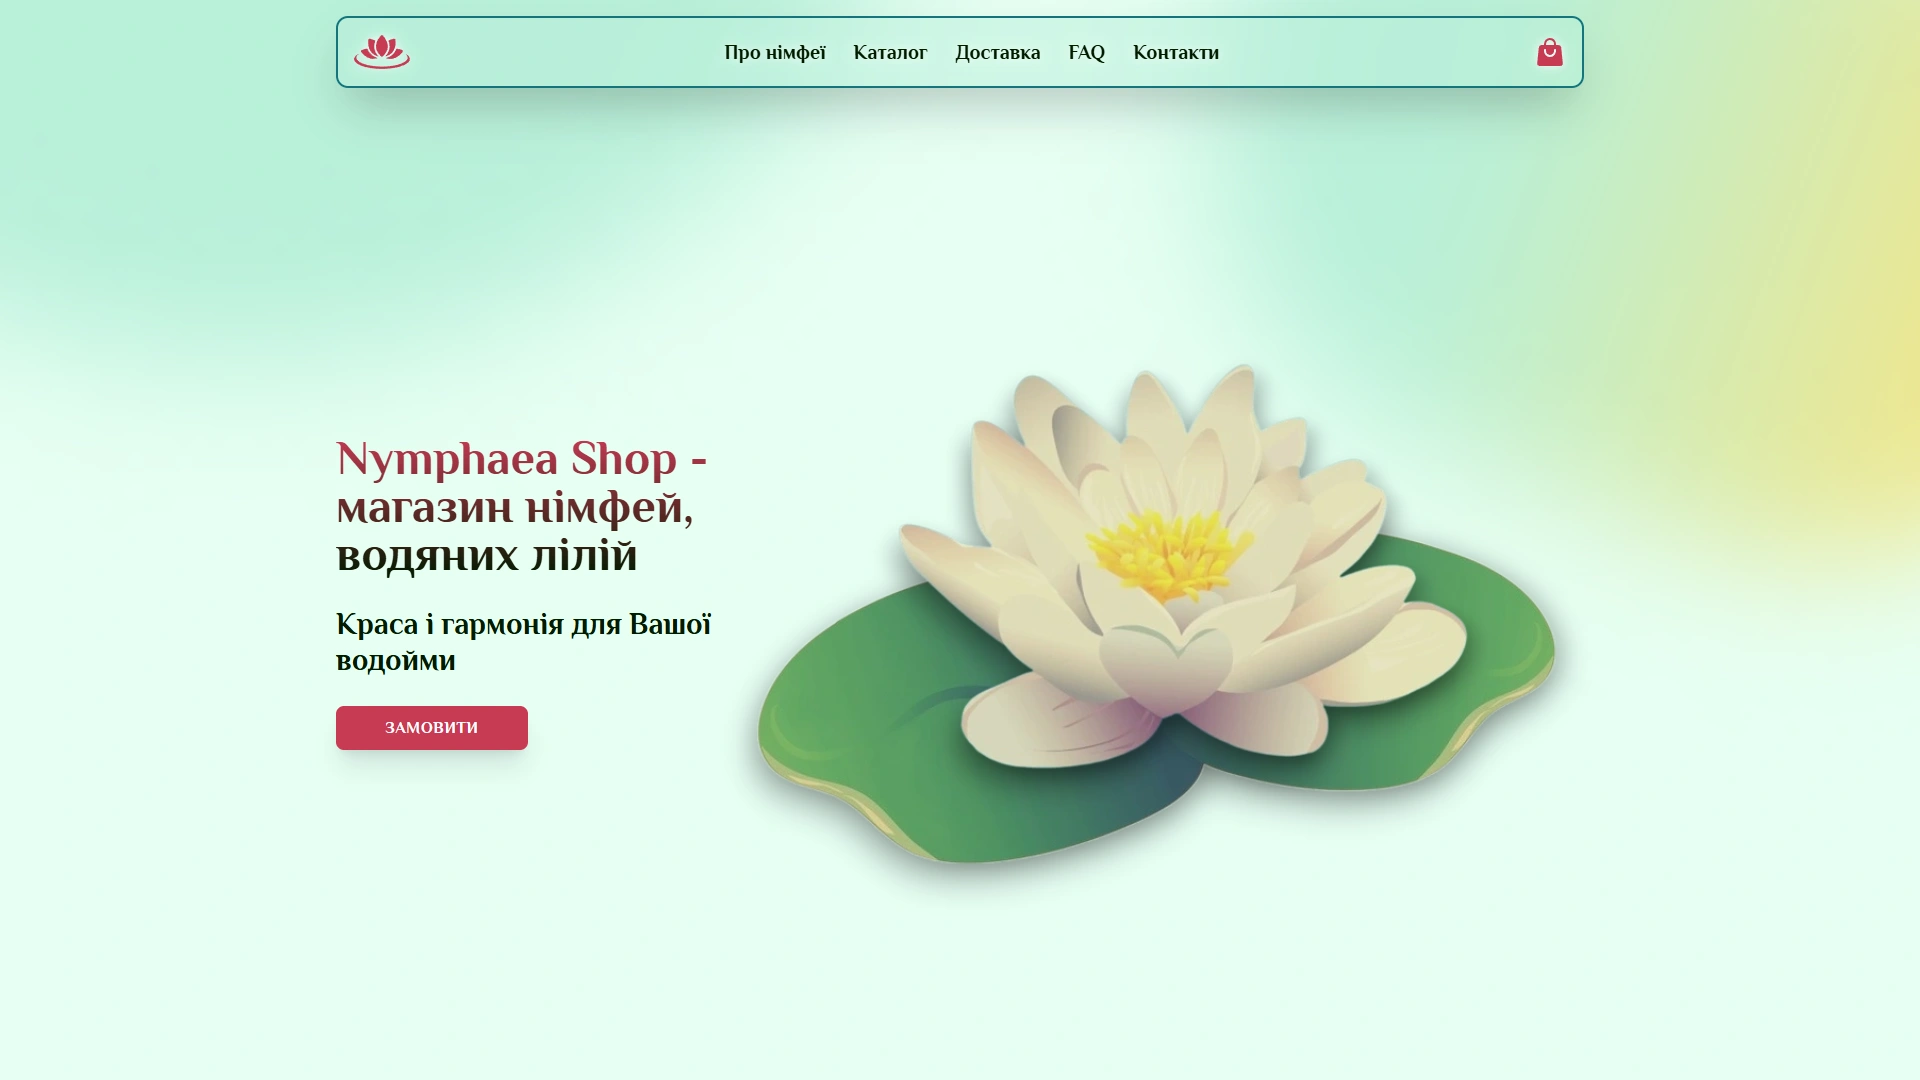 Про німфеї Каталог Доставка FAQ Контакти
Nymphaea Shop -
магазин німфей,
водяних лілій
Краса і гармонія для Вашої
водойми
ЗАМОВИТИ